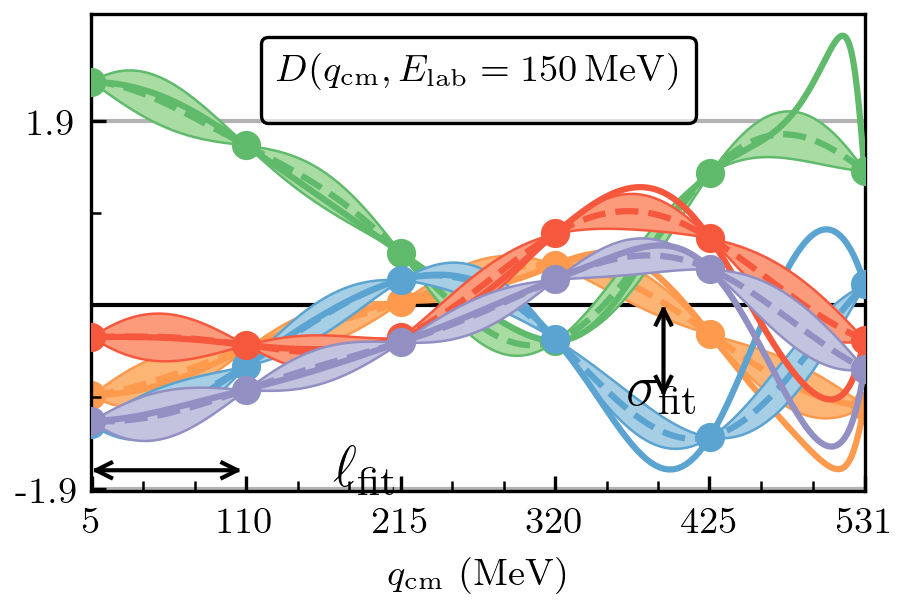 D(q_cm, E_lab = 150 MeV)
1.9
σ_fit
ℓ_fit
-1.9
5 110 215 320 425 531
q_cm (MeV)